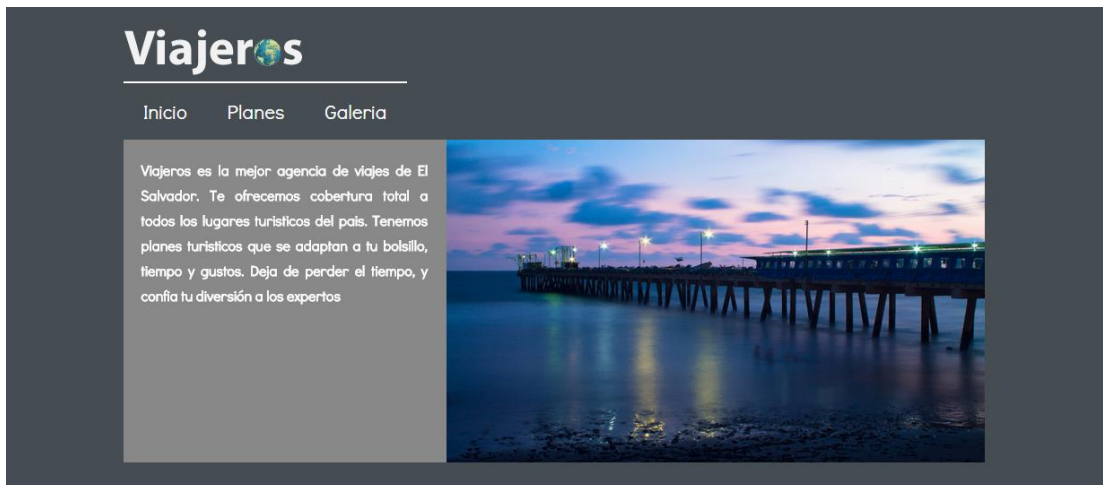 Viajeros
Inicio Planes Galeria
Viajeros es la mejor agencia de viajes de El
Salvador. Te ofrecemos cobertura total a
todos los lugares turisticos del pais. Tenemos
planes turisticos que se adaptan a tu bolsillo,
tiempo y gustos. Deja de perder el tiempo, y
confia tu diversión a los expertos